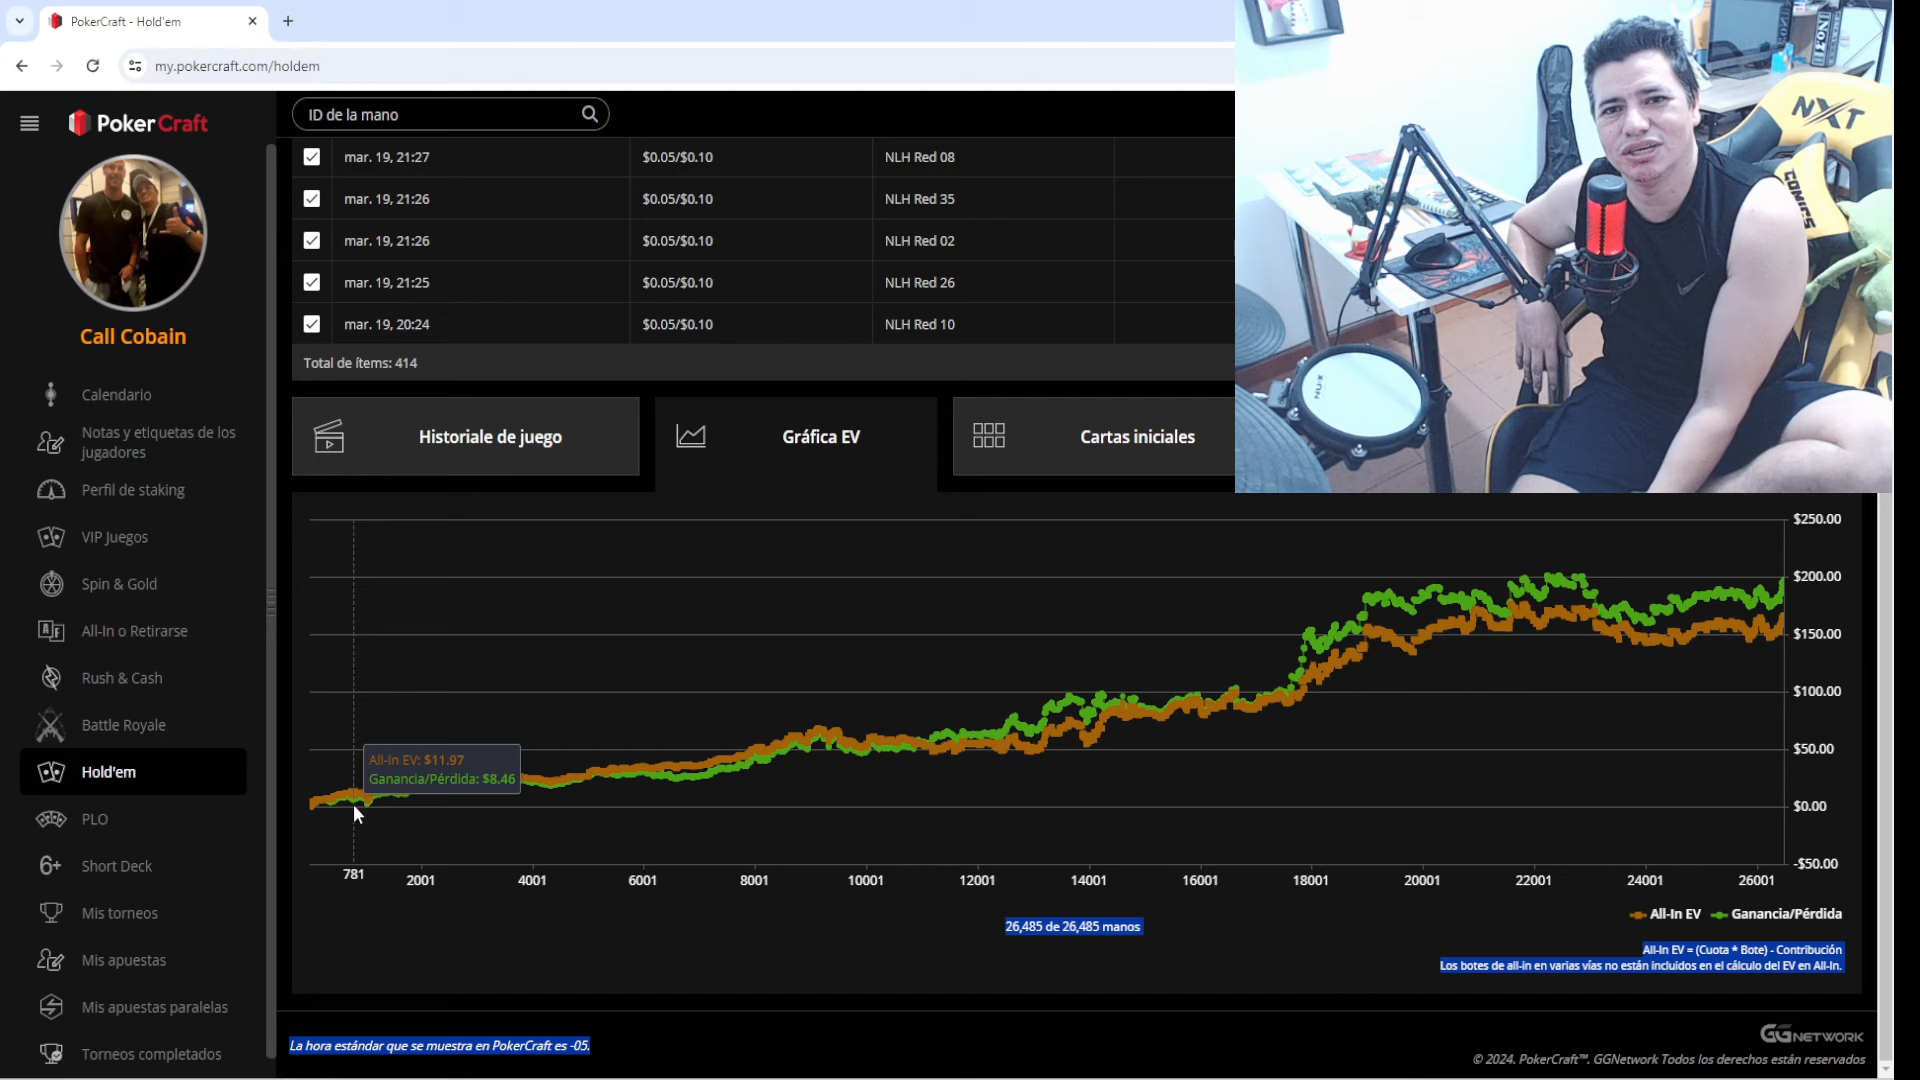 PokerCraft - Hold'em
my.pokercraft.com/holdem
PokerCraft
ID de la mano
mar. 19, 21:27 $0.05/$0.10 NLH Red 08
mar. 19, 21:26 $0.05/$0.10 NLH Red 35
mar. 19, 21:26 $0.05/$0.10 NLH Red 02
mar. 19, 21:25 $0.05/$0.10 NLH Red 26
mar. 19, 20:24 $0.05/$0.10 NLH Red 10
Total de ítems: 414
Call Cobain
Calendario
Notas y etiquetas de los
jugadores
Perfil de staking
VIP Juegos
Spin & Gold
All-In o Retirarse
Rush & Cash
Battle Royale
Hold'em
PLO
6+ Short Deck
Mis torneos
Mis apuestas
Mis apuestas paralelas
Torneos completados
Historiale de juego
Gráfica EV
Cartas iniciales
$250.00
$200.00
$150.00
$100.00
$50.00
$0.00
-$50.00
All-In EV: $11.97
Ganancia/Pérdida: $8.46
781 2001 4001 6001 8001 10001 12001 14001 16001 18001 20001 22001 24001 26001
All-In EV Ganancia/Pérdida
26,485 de 26,485 manos
All-In EV = (Cuota * Bote) - Contribución
Los botes de all-in en varias vías no están incluidos en el cálculo del EV en All-In.
La hora estándar que se muestra en PokerCraft es -05.
GGNETWORK
© 2024. PokerCraft™. GGNetwork Todos los derechos están reservados
NXT
COMICS
NUX